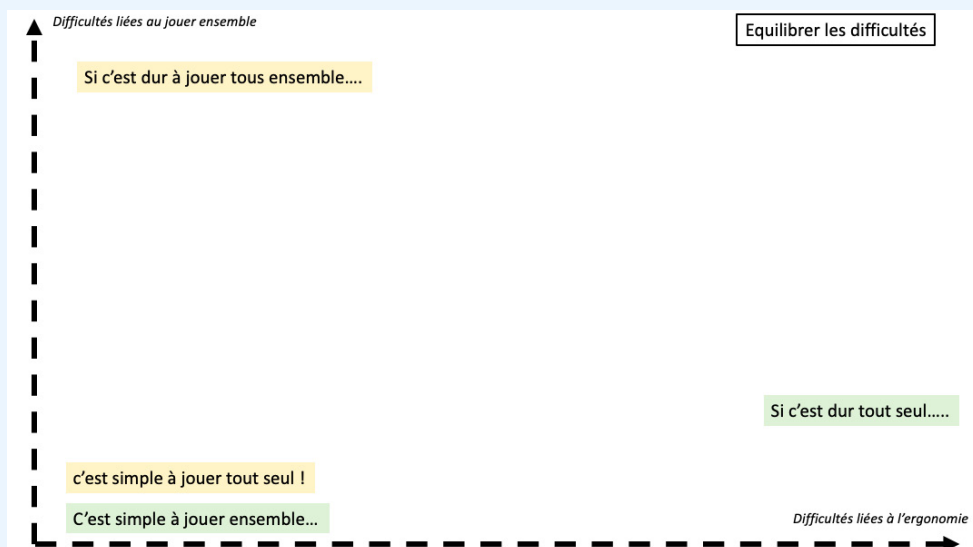 Difficultés liées au jouer ensemble
Equilibrer les difficultés
Si c'est dur à jouer tous ensemble....
Si c'est dur tout seul.....
c'est simple à jouer tout seul !
C'est simple à jouer ensemble...
Difficultés liées à l'ergonomie